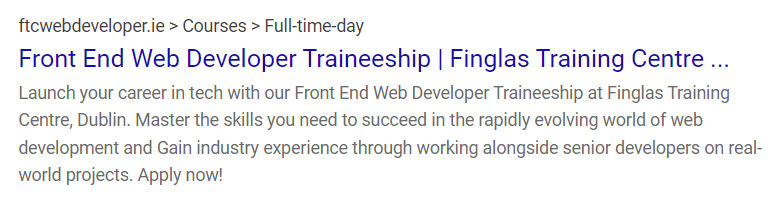 ftcwebdeveloper.ie > Courses > Full-time-day
Front End Web Developer Traineeship | Finglas Training Centre ...
Launch your career in tech with our Front End Web Developer Traineeship at Finglas Training
Centre, Dublin. Master the skills you need to succeed in the rapidly evolving world of web
development and Gain industry experience through working alongside senior developers on real-
world projects. Apply now!